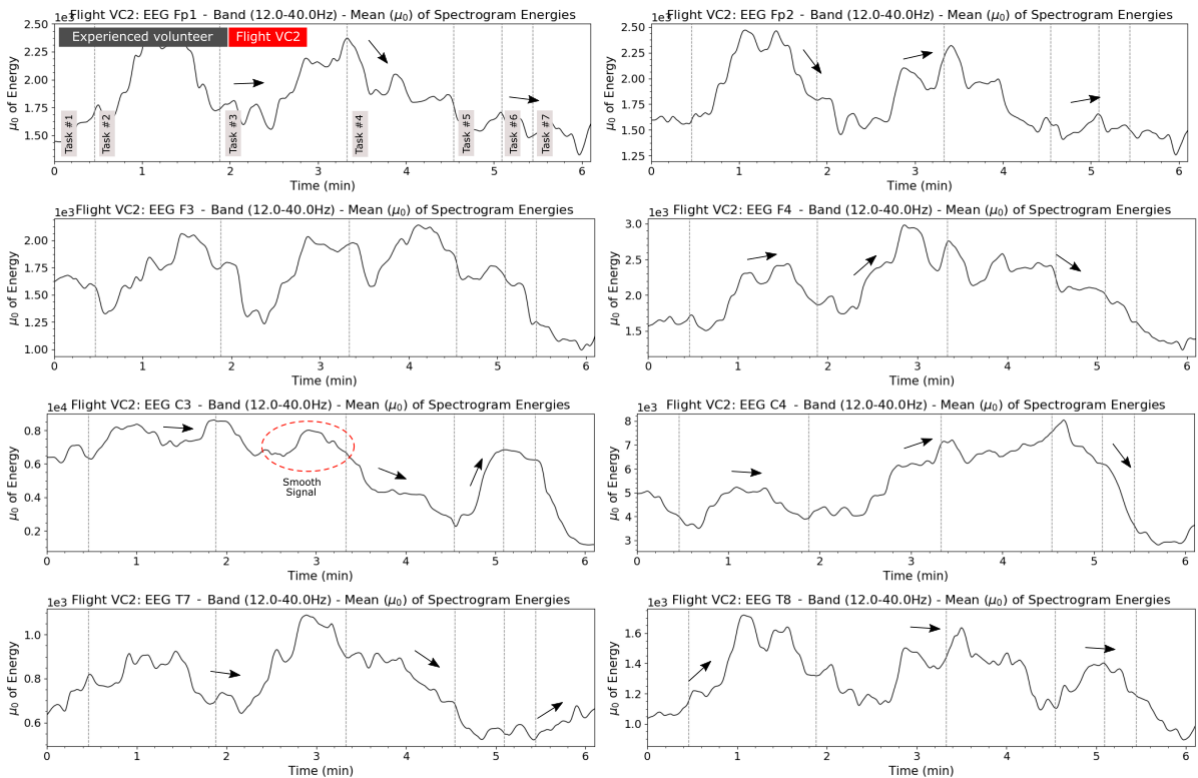 1e3 Flight VC2: EEG Fp1 - Band (12.0-40.0Hz) - Mean (μ₀) of Spectrogram Energies
Experienced volunteer Flight VC2
μ₀ of Energy
2.50
2.25
2.00
1.75
1.50
Task #1 Task #2 Task #3 Task #4 Task #5 Task #6 Task #7
0 1 2 3 4 5 6
Time (min)
1e3 Flight VC2: EEG Fp2 - Band (12.0-40.0Hz) - Mean (μ₀) of Spectrogram Energies
μ₀ of Energy
2.50
2.25
2.00
1.75
1.50
1.25
0 1 2 3 4 5 6
Time (min)
1e3 Flight VC2: EEG F3 - Band (12.0-40.0Hz) - Mean (μ₀) of Spectrogram Energies
μ₀ of Energy
2.00
1.75
1.50
1.25
1.00
0 1 2 3 4 5 6
Time (min)
1e3 Flight VC2: EEG F4 - Band (12.0-40.0Hz) - Mean (μ₀) of Spectrogram Energies
μ₀ of Energy
3.0
2.5
2.0
1.5
0 1 2 3 4 5 6
Time (min)
1e4 Flight VC2: EEG C3 - Band (12.0-40.0Hz) - Mean (μ₀) of Spectrogram Energies
μ₀ of Energy
0.8
0.6
0.4
0.2
Smooth
Signal
0 1 2 3 4 5 6
Time (min)
1e3 Flight VC2: EEG C4 - Band (12.0-40.0Hz) - Mean (μ₀) of Spectrogram Energies
μ₀ of Energy
8
7
6
5
4
3
0 1 2 3 4 5 6
Time (min)
1e3 Flight VC2: EEG T7 - Band (12.0-40.0Hz) - Mean (μ₀) of Spectrogram Energies
μ₀ of Energy
1.0
0.8
0.6
0 1 2 3 4 5 6
Time (min)
1e3 Flight VC2: EEG T8 - Band (12.0-40.0Hz) - Mean (μ₀) of Spectrogram Energies
μ₀ of Energy
1.6
1.4
1.2
1.0
0 1 2 3 4 5 6
Time (min)